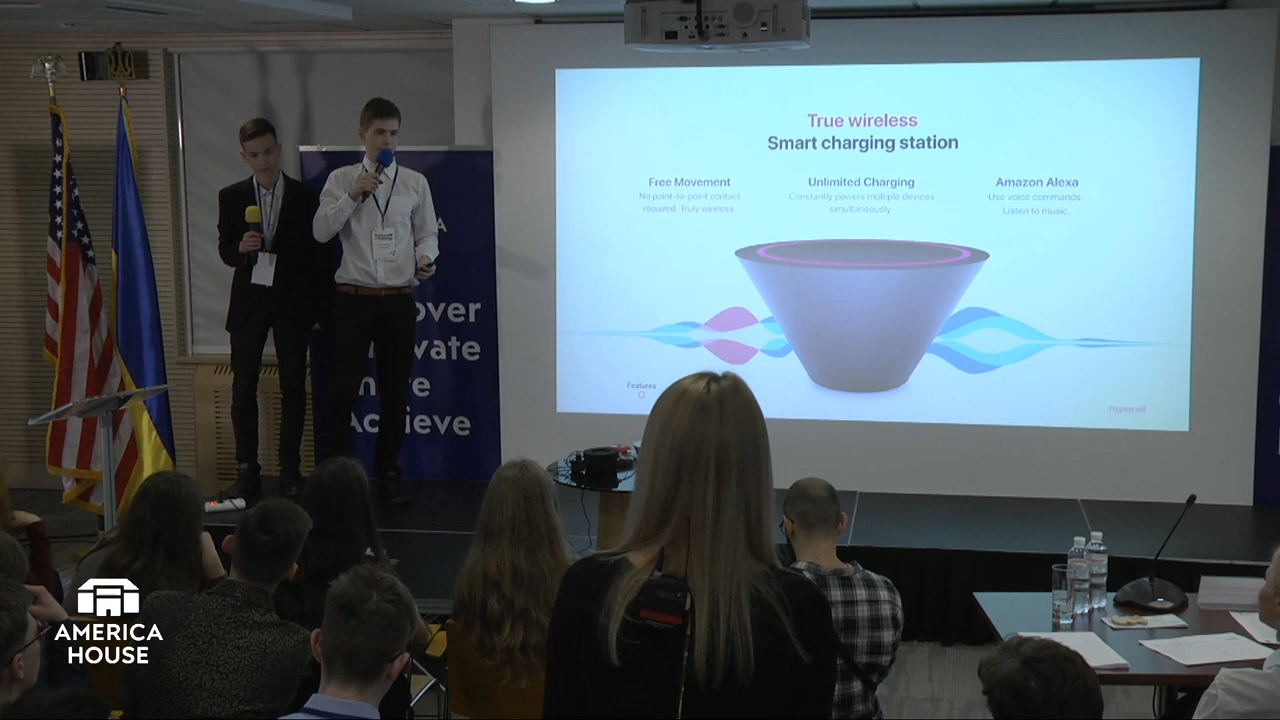 True wireless
Smart charging station
Free Movement
No point-to-point contact
required. Truly wireless.
Unlimited Charging
Constantly powers multiple devices
simultaneously.
Amazon Alexa
Use voice commands
Listen to music.
Features
Hyperrail
over
vate
Achieve
AMERICA
HOUSE